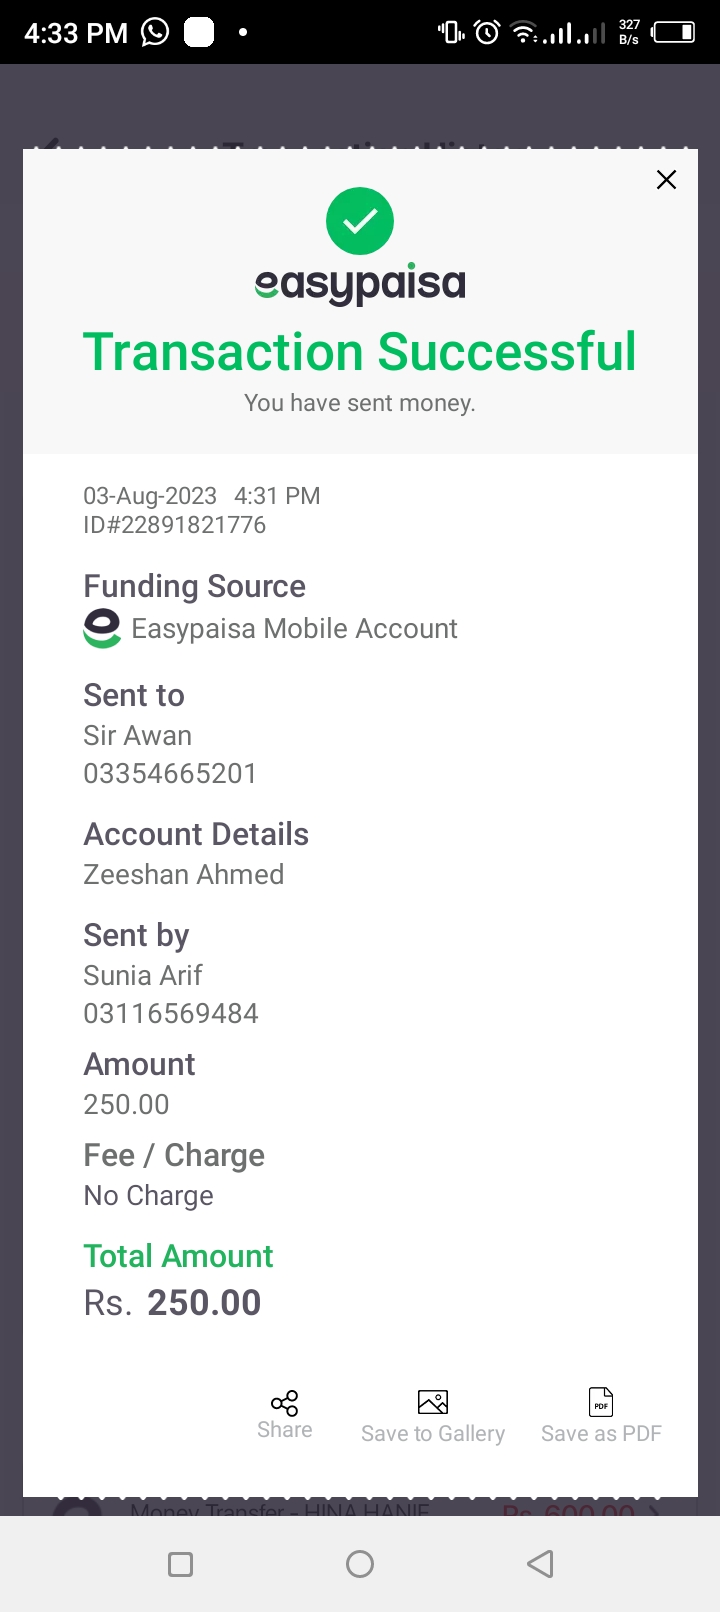 4:33 PM
327
B/s
easypaisa
Transaction Successful
You have sent money.
03-Aug-2023 4:31 PM
ID#22891821776
Funding Source
Easypaisa Mobile Account
Sent to
Sir Awan
03354665201
Account Details
Zeeshan Ahmed
Sent by
Sunia Arif
03116569484
Amount
250.00
Fee / Charge
No Charge
Total Amount
Rs. 250.00
Share
Save to Gallery
PDF
Save as PDF
Money Transfer - HINA HANIF
Rs. 600.00